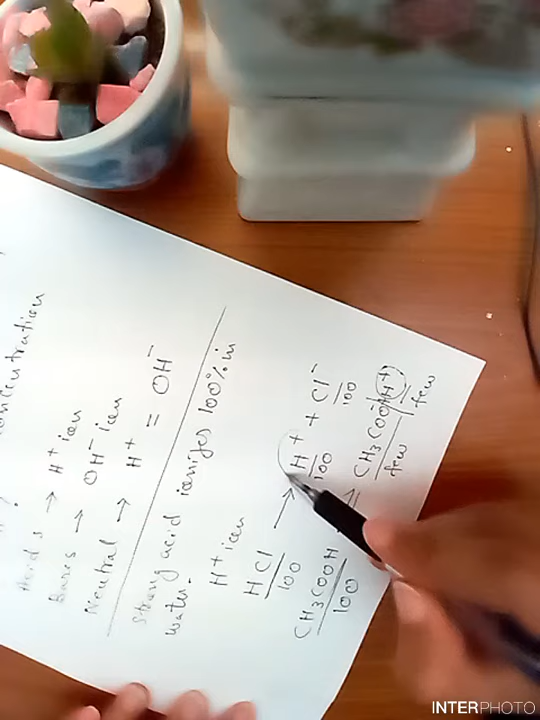 concentration
Acids → H+ ion
Bases → OH- ion
Neutral → H+ = OH-
Strong acid ionizes 100% in
water.
H+ ion
HCl → H+ + Cl-
100 100 100
CH3COOH ⇌ CH3COO- H+
100 few few
INTERPHOTO